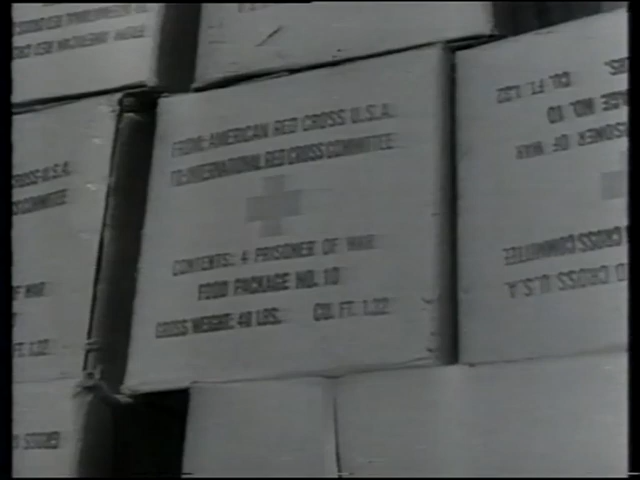 FROM: AMERICAN RED CROSS U.S.A.
TO: INTERNATIONAL RED CROSS COMMITTEE
CONTENTS: 4 PRISONER OF WAR
FOOD PACKAGE NO. 10
GROSS WEIGHT: 48 LBS. CU. FT. 1.22
CROSS U.S.A.
CROSS COMMITTEE
OF WAR
FT. 1.22
CU. FT. 1.22
NO. 10
PRISONER OF WAR
CROSS COMMITTEE
CROSS U.S.A